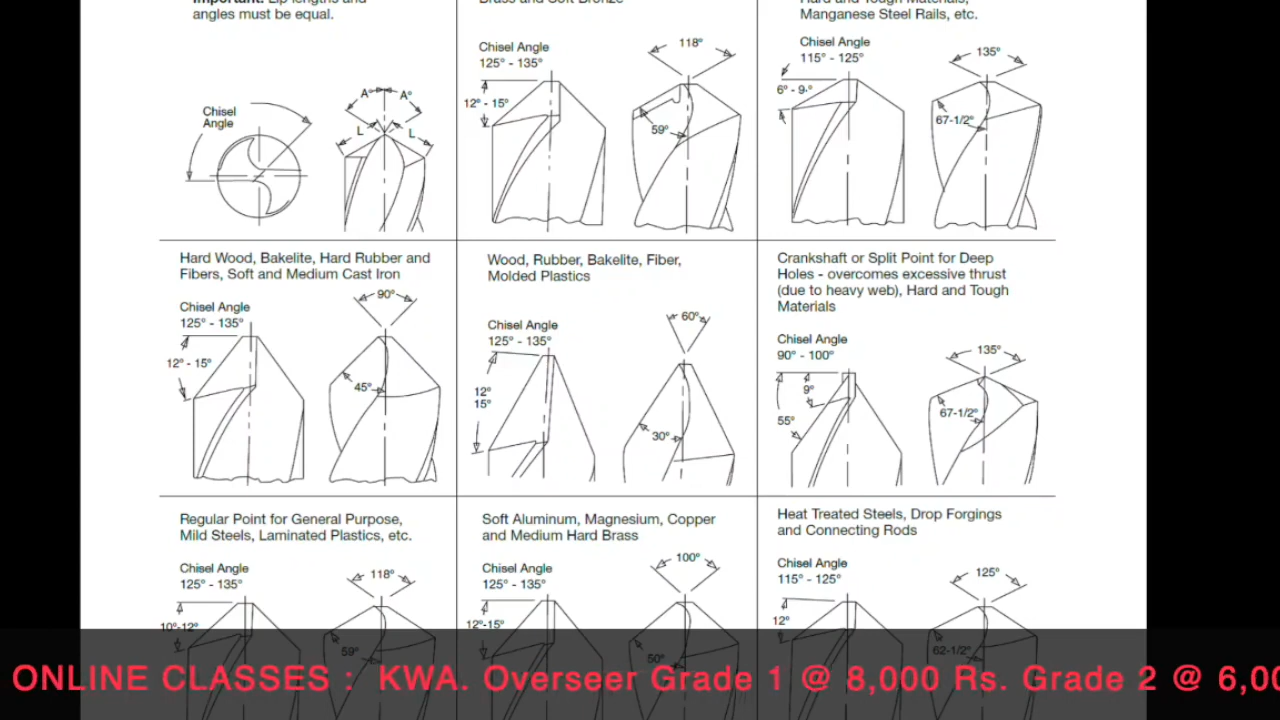 angles must be equal.
Chisel
Angle
A° A°
L L
Brass and Soft Bronze
Chisel Angle
125° - 135°
12° - 15°
118°
59°
Hard and Tough Materials,
Manganese Steel Rails, etc.
Chisel Angle
115° - 125°
6° - 9°
135°
67-1/2°
Hard Wood, Bakelite, Hard Rubber and
Fibers, Soft and Medium Cast Iron
Chisel Angle
125° - 135°
12° - 15°
90°
45°
Wood, Rubber, Bakelite, Fiber,
Molded Plastics
Chisel Angle
125° - 135°
12°
15°
60°
30°
Crankshaft or Split Point for Deep
Holes - overcomes excessive thrust
(due to heavy web), Hard and Tough
Materials
Chisel Angle
90° - 100°
9°
55°
135°
67-1/2°
Regular Point for General Purpose,
Mild Steels, Laminated Plastics, etc.
Chisel Angle
125° - 135°
10°-12°
118°
59°
Soft Aluminum, Magnesium, Copper
and Medium Hard Brass
Chisel Angle
125° - 135°
12°-15°
100°
50°
Heat Treated Steels, Drop Forgings
and Connecting Rods
Chisel Angle
115° - 125°
12°
125°
62-1/2°
ONLINE CLASSES : KWA. Overseer Grade 1 @ 8,000 Rs. Grade 2 @ 6,00